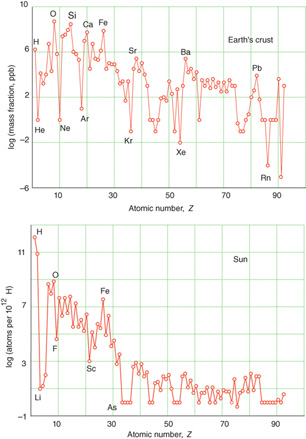 10
O
Si
Ca
Fe
Earth's crust
H
6
Sr
Ba
Pb
2
He
Ne
Ar
Kr
−2
Xe
Rn
−6
10
30
50
70
90
log (mass fraction, ppb)
Atomic number, Z
H
Sun
11
O
Fe
7
F
3
Sc
Li
As
−1
10
30
50
70
90
log (atoms per 10¹² H)
Atomic number, Z